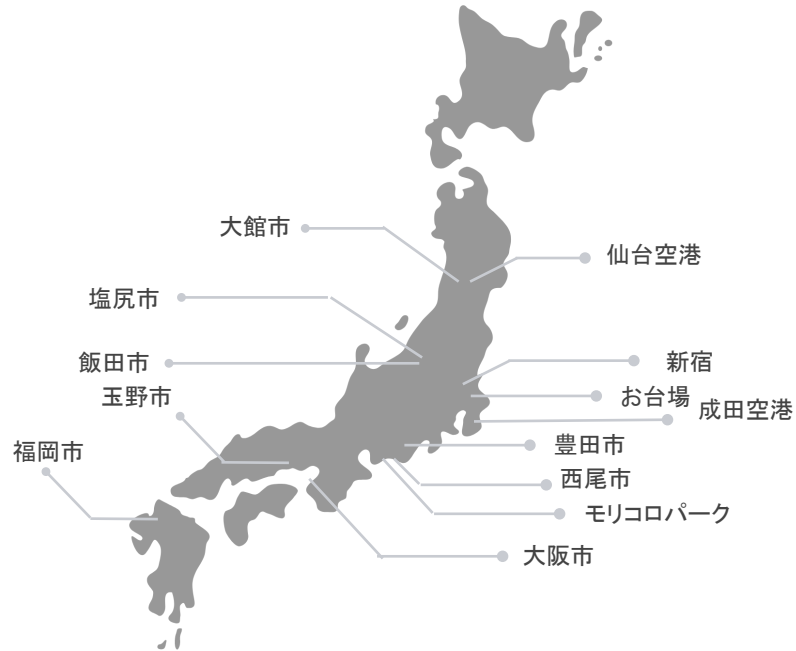 大館市
仙台空港
塩尻市
飯田市
新宿
玉野市
お台場
成田空港
福岡市
豊田市
西尾市
モリコロパーク
大阪市